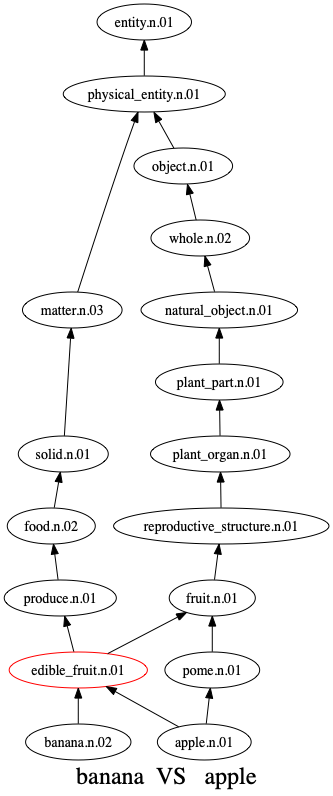 entity.n.01
physical_entity.n.01
object.n.01
whole.n.02
matter.n.03
natural_object.n.01
plant_part.n.01
solid.n.01
plant_organ.n.01
food.n.02
reproductive_structure.n.01
produce.n.01
fruit.n.01
edible_fruit.n.01
pome.n.01
banana.n.02
apple.n.01
banana VS apple